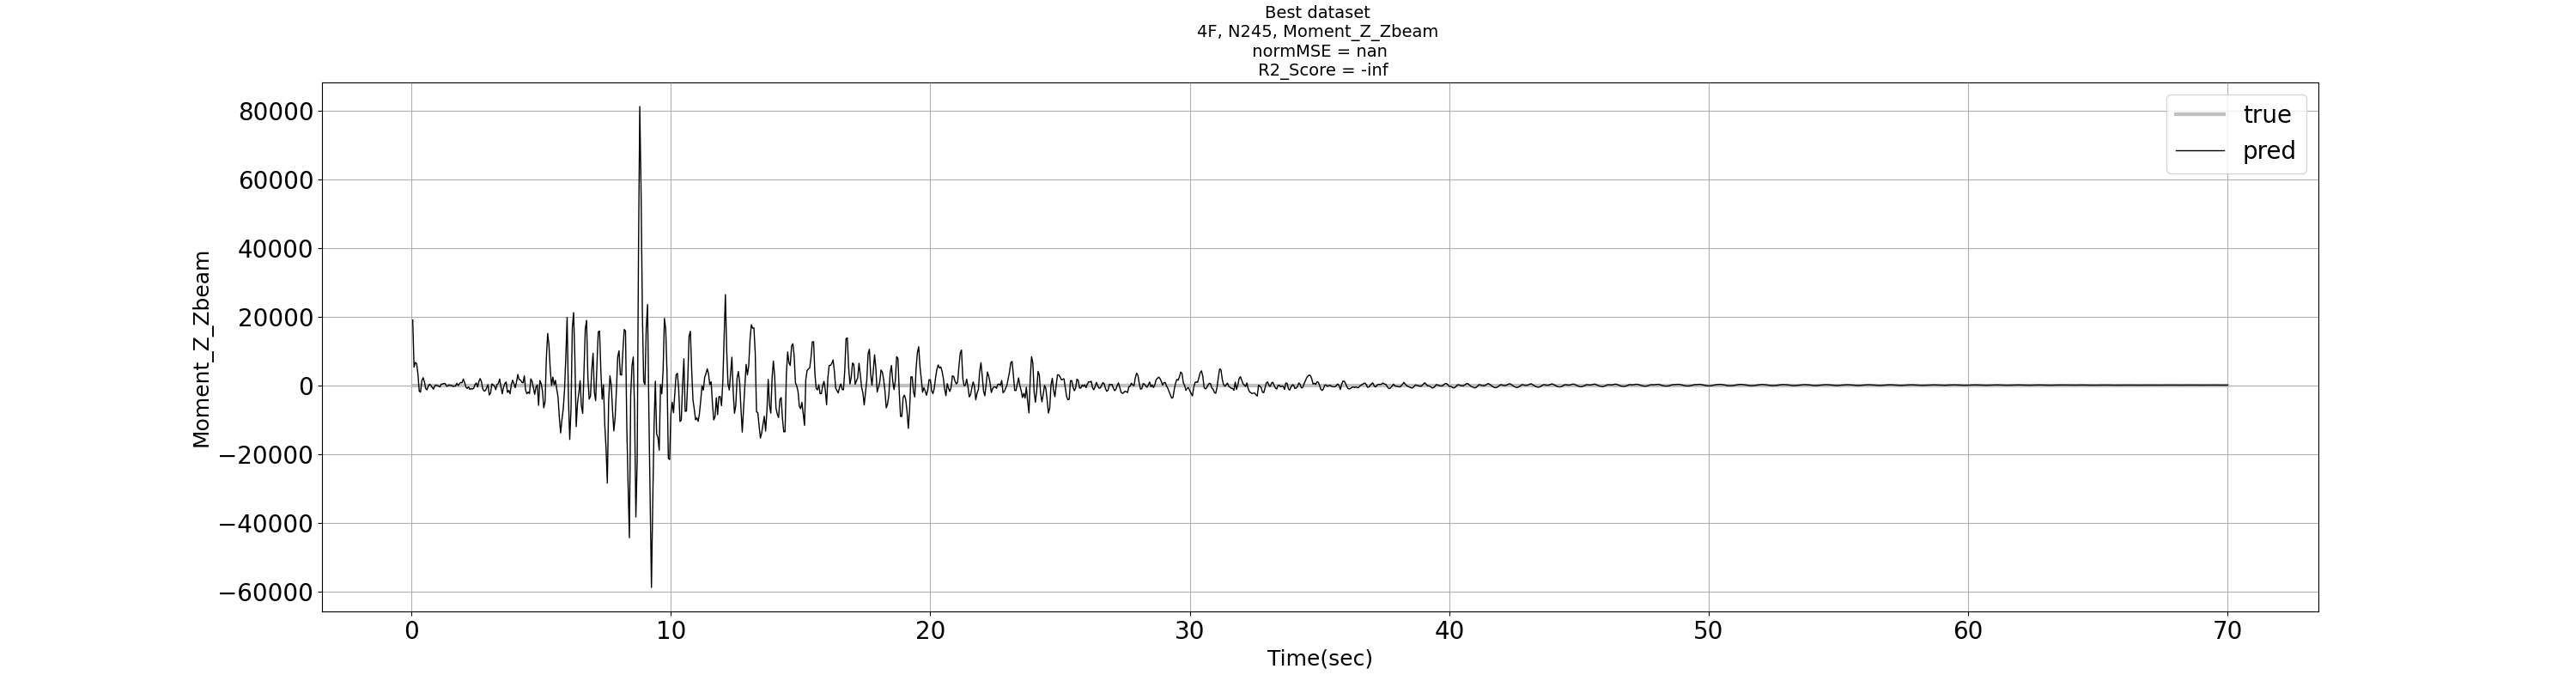 Best dataset
4F, N245, Moment_Z_Zbeam
normMSE = nan
R2_Score = -inf
true
pred
80000
60000
40000
20000
0
−20000
−40000
−60000
Moment_Z_Zbeam
0 10 20 30 40 50 60 70
Time(sec)